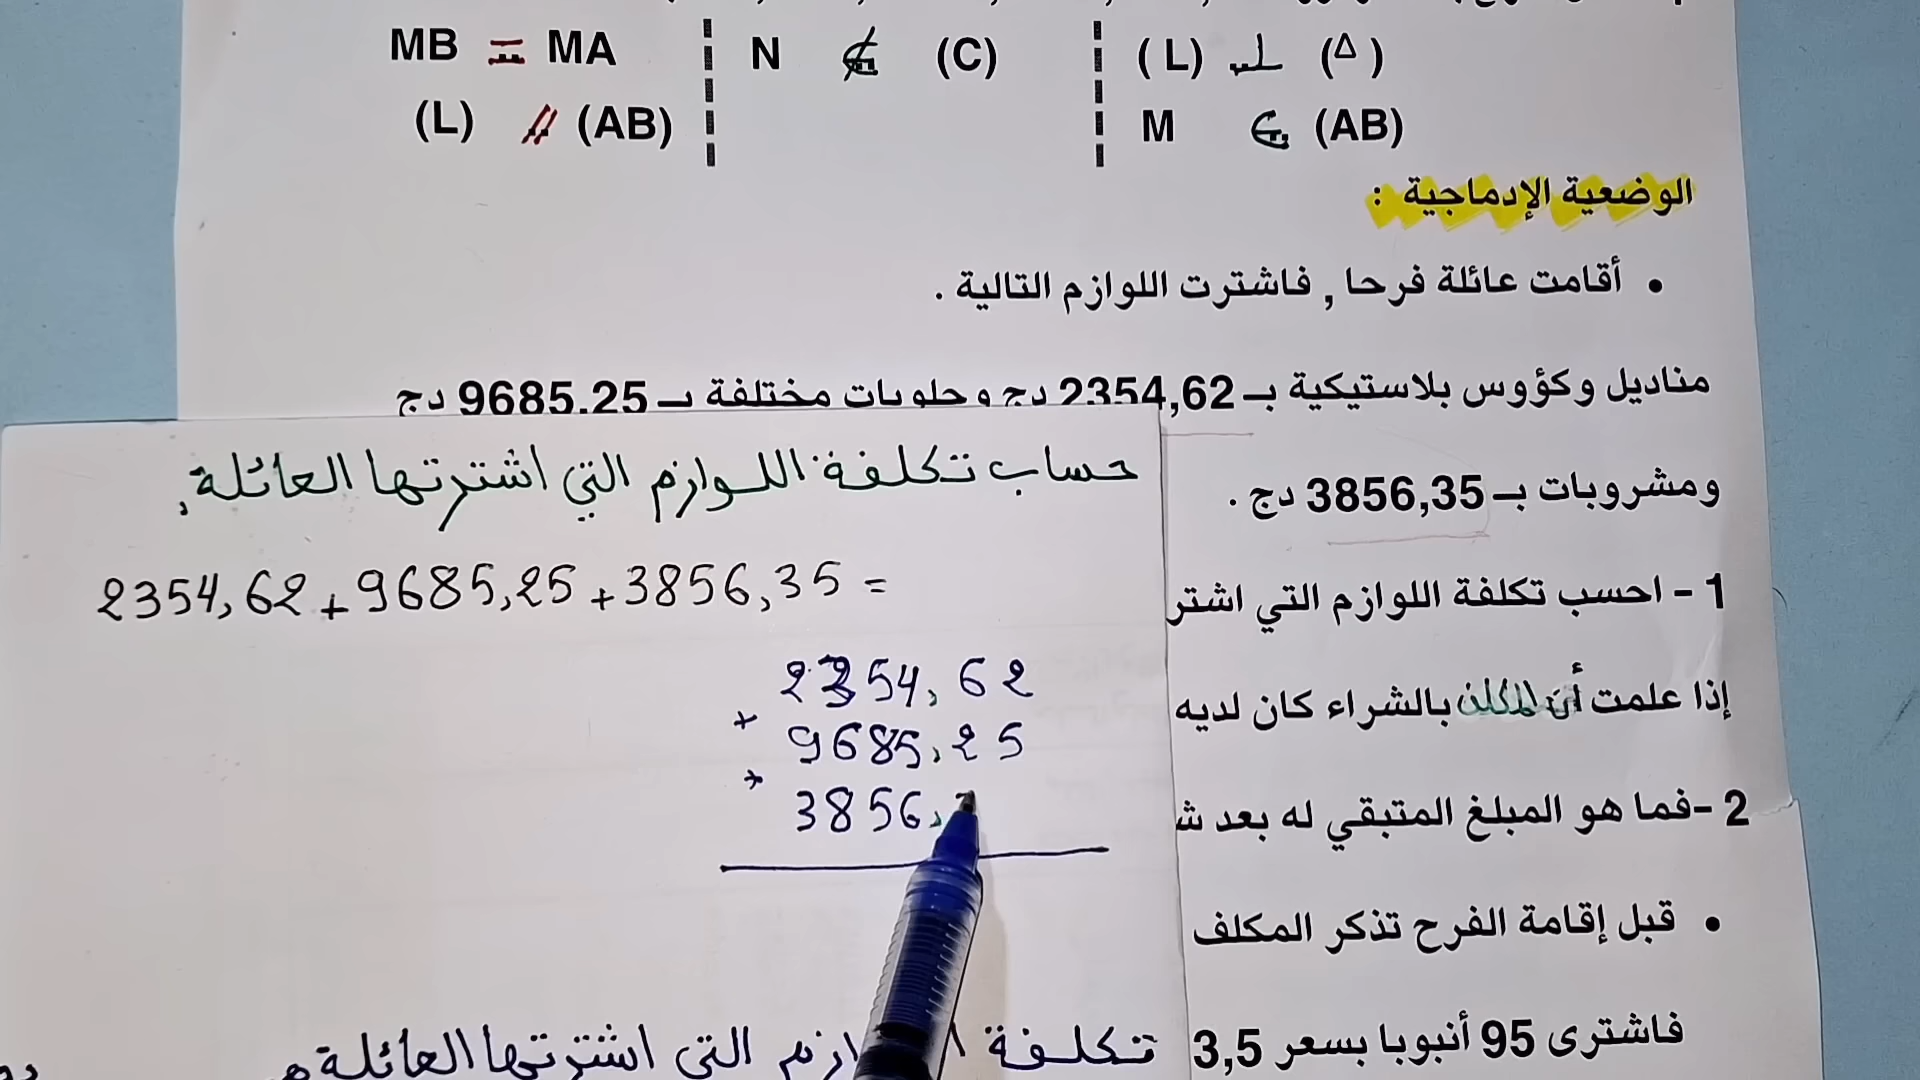 MB = MA
N ∉ (C)
(L) ⊥ (Δ)
(L) // (AB)
M ∈ (AB)
الوضعية الإدماجية :
• أقامت عائلة فرحا , فاشترت اللوازم التالية .
مناديل وكؤوس بلاستيكية بـ 2354,62 دج وحلويات مختلفة بـ 9685,25 دج
ومشروبات بـ 3856,35 دج .
1 - احسب تكلفة اللوازم التي اشتر
إذا علمت أن المكلف بالشراء كان لديه
2 -فما هو المبلغ المتبقي له بعد ش
• قبل إقامة الفرح تذكر المكلف
فاشترى 95 أنبوبا بسعر 3,5
حساب تكلفة اللوازم التي اشترتها العائلة.
2354,62 + 9685,25 + 3856,35 =
2354,62
+
9685,25
+
3856,
تكلفة التي اشترتها العائلة